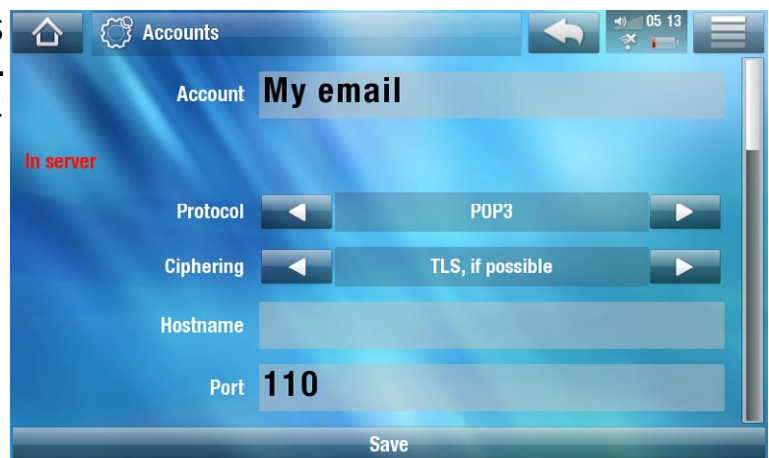 Accounts
05 13
Account My email
In server
Protocol POP3
Ciphering TLS, if possible
Hostname
Port 110
Save